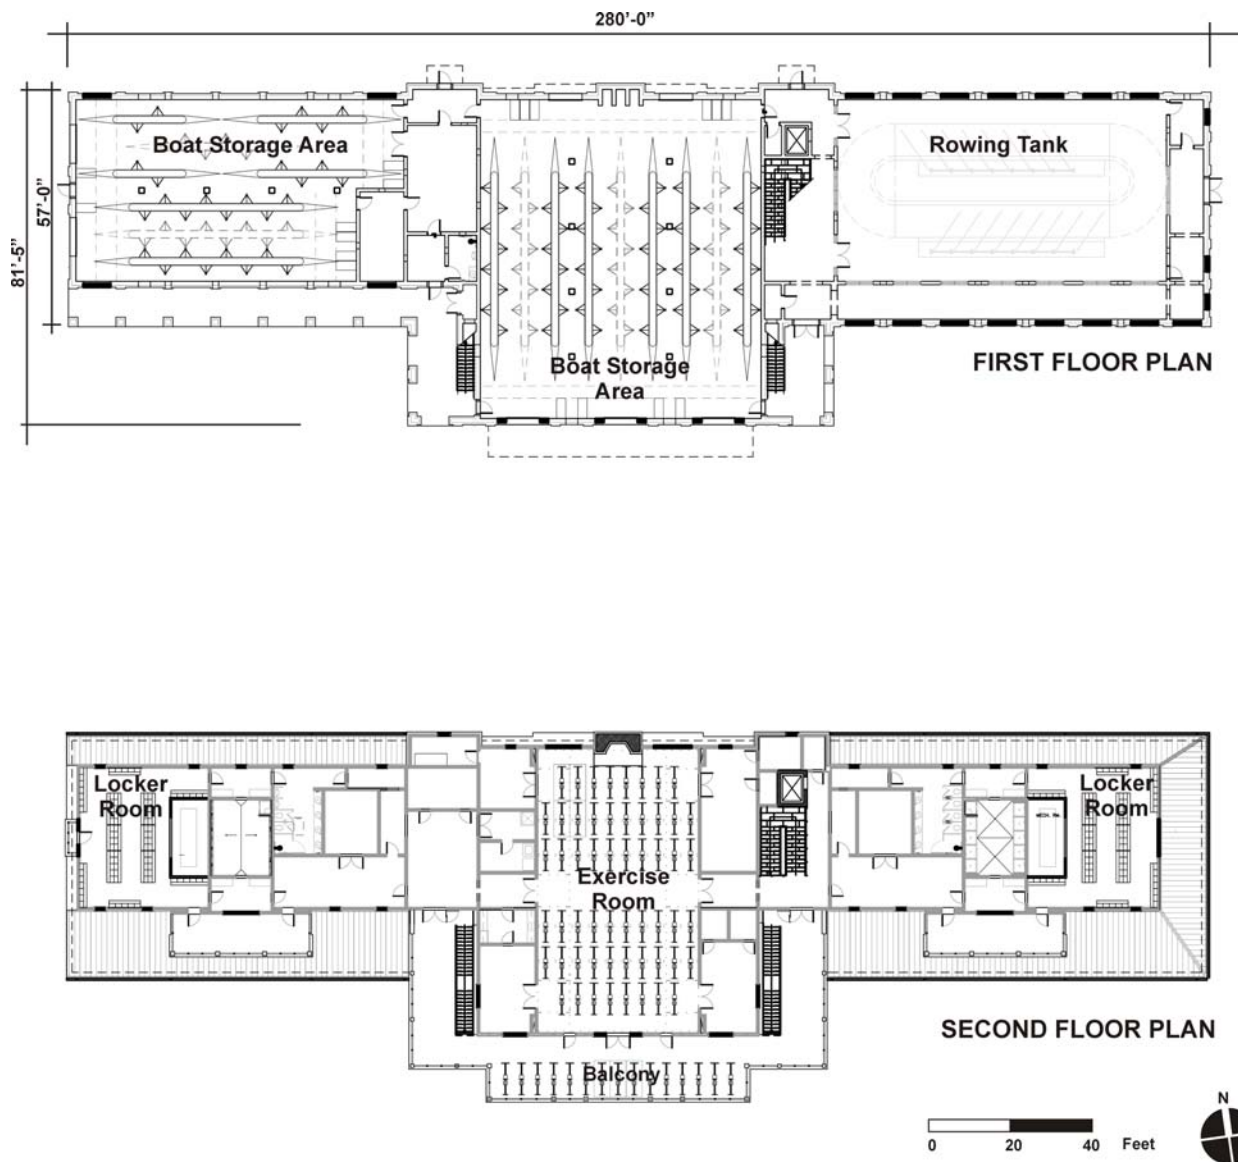 280’-0”
81’-5”
57’-0”
Boat Storage Area
Rowing Tank
Boat Storage
Area
FIRST FLOOR PLAN
Locker
Room
Locker
Room
Exercise
Room
SECOND FLOOR PLAN
Balcony
N
0 20 40 Feet